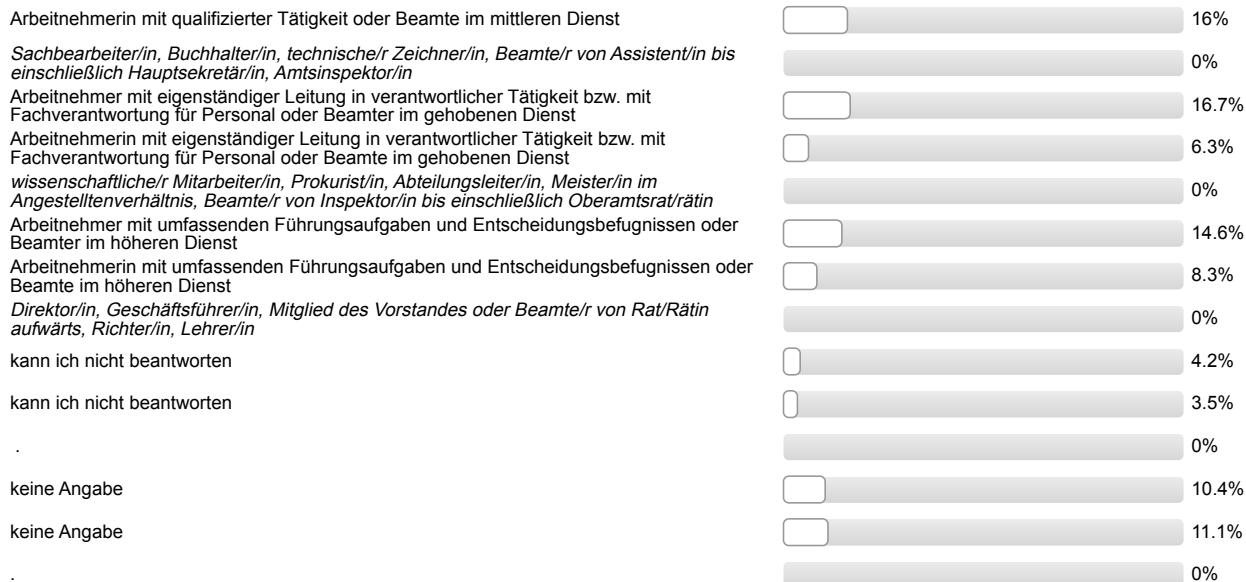 Arbeitnehmerin mit qualifizierter Tätigkeit oder Beamte im mittleren Dienst 16%
Sachbearbeiter/in, Buchhalter/in, technische/r Zeichner/in, Beamte/r von Assistent/in bis
einschließlich Hauptsekretär/in, Amtsinspektor/in 0%
Arbeitnehmer mit eigenständiger Leitung in verantwortlicher Tätigkeit bzw. mit
Fachverantwortung für Personal oder Beamter im gehobenen Dienst 16.7%
Arbeitnehmerin mit eigenständiger Leitung in verantwortlicher Tätigkeit bzw. mit
Fachverantwortung für Personal oder Beamte im gehobenen Dienst 6.3%
wissenschaftliche/r Mitarbeiter/in, Prokurist/in, Abteilungsleiter/in, Meister/in im
Angestelltenverhältnis, Beamte/r von Inspektor/in bis einschließlich Oberamtsrat/rätin 0%
Arbeitnehmer mit umfassenden Führungsaufgaben und Entscheidungsbefugnissen oder
Beamter im höheren Dienst 14.6%
Arbeitnehmerin mit umfassenden Führungsaufgaben und Entscheidungsbefugnissen oder
Beamte im höheren Dienst 8.3%
Direktor/in, Geschäftsführer/in, Mitglied des Vorstandes oder Beamte/r von Rat/Rätin
aufwärts, Richter/in, Lehrer/in 0%
kann ich nicht beantworten 4.2%
kann ich nicht beantworten 3.5%
. 0%
keine Angabe 10.4%
keine Angabe 11.1%
. 0%